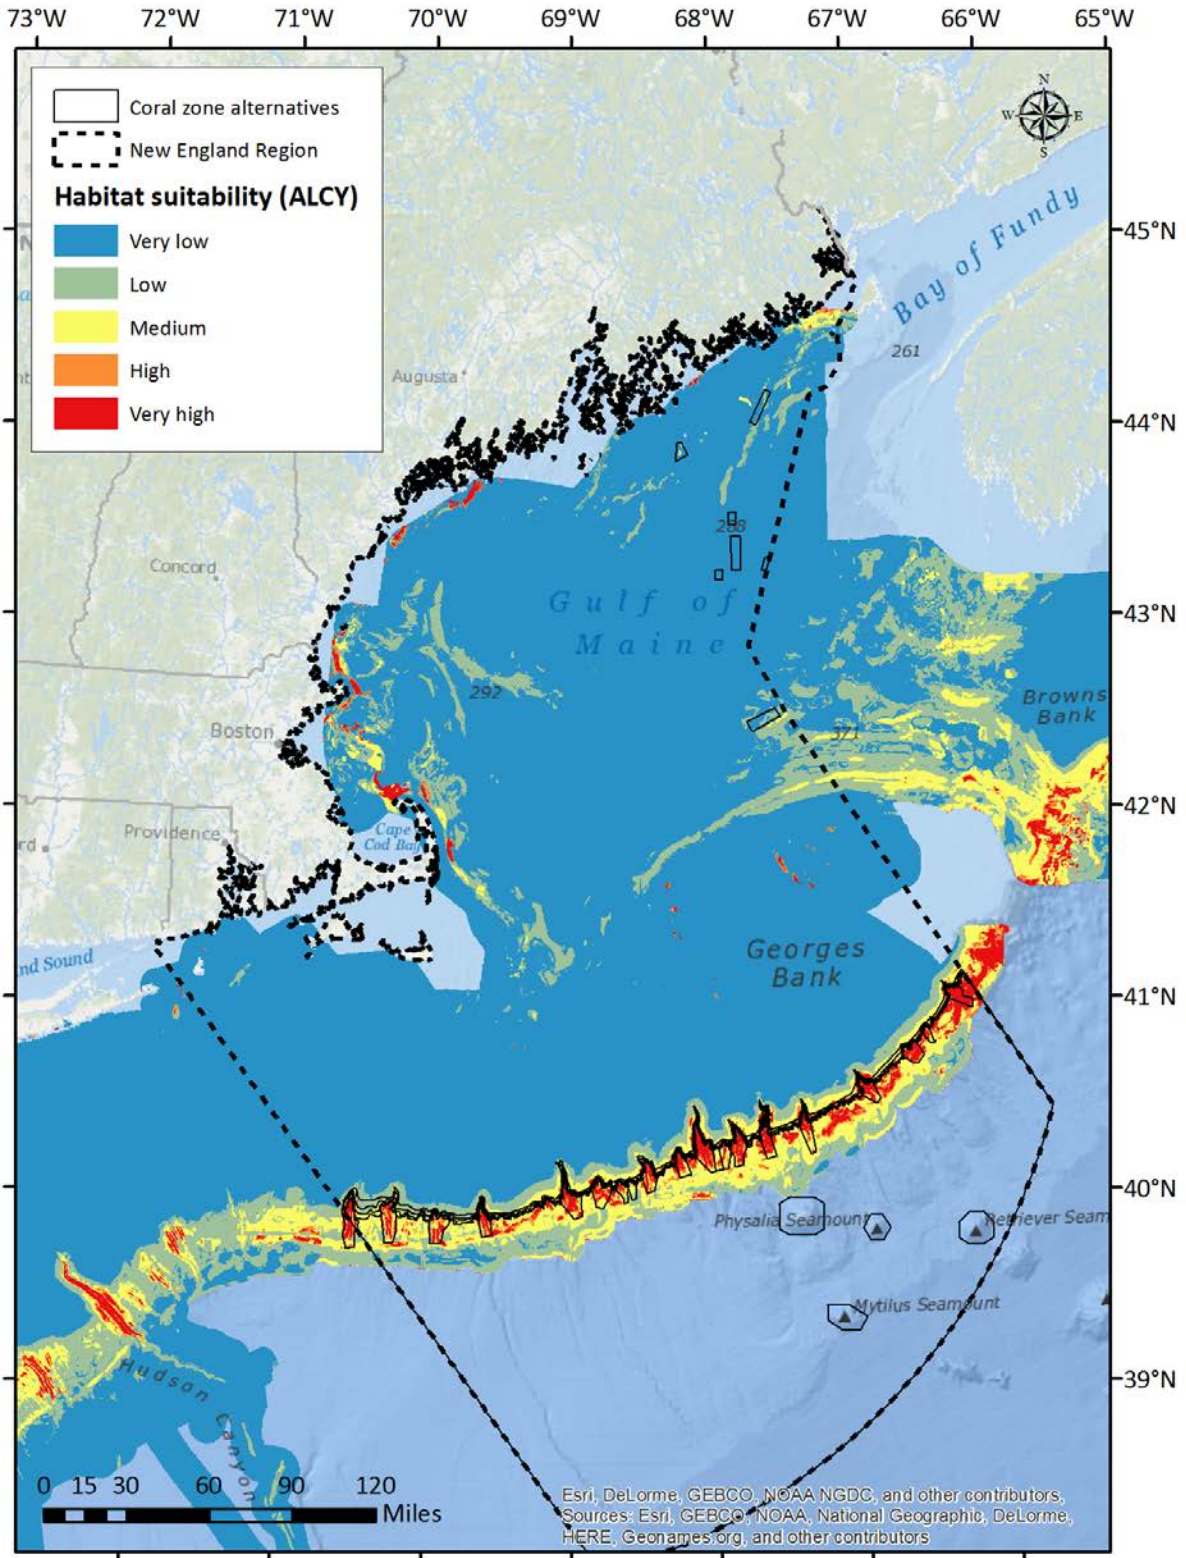 73°W 72°W 71°W 70°W 69°W 68°W 67°W 66°W 65°W
Coral zone alternatives
New England Region
Habitat suitability (ALCY)
Very low
Low
Medium
High
Very high
N
W E
S
45°N
Bay of Fundy
261
Augusta
44°N
288
Concord
Gulf of
Maine
43°N
292
Browns
Bank
371
Boston
42°N
Providence
rd
Cape
Cod Bay
Georges
Bank
nd Sound
41°N
40°N
Physalia Seamount
Retriever Seam
Mytilus Seamount
39°N
Hudson Canyon
0 15 30 60 90 120
Miles
Esri, DeLorme, GEBCO, NOAA NGDC, and other contributors,
Sources: Esri, GEBCO, NOAA, National Geographic, DeLorme,
HERE, Geonames.org, and other contributors